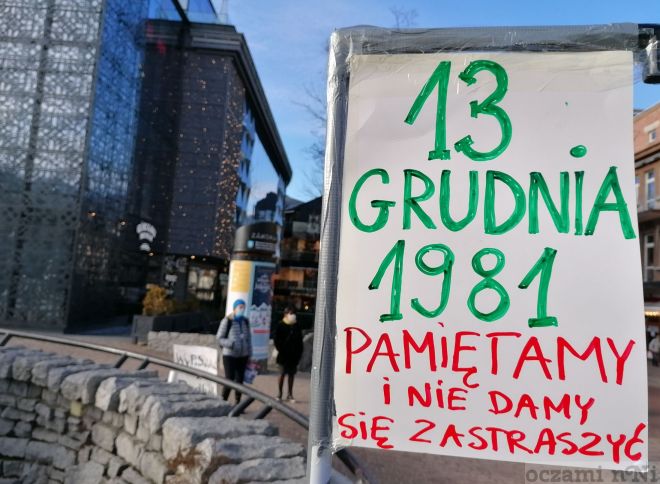 13
GRUDNIA
1981
PAMIĘTAMY
i NiE DAMY
SIĘ ZASTRASZYĆ
oczami nNi